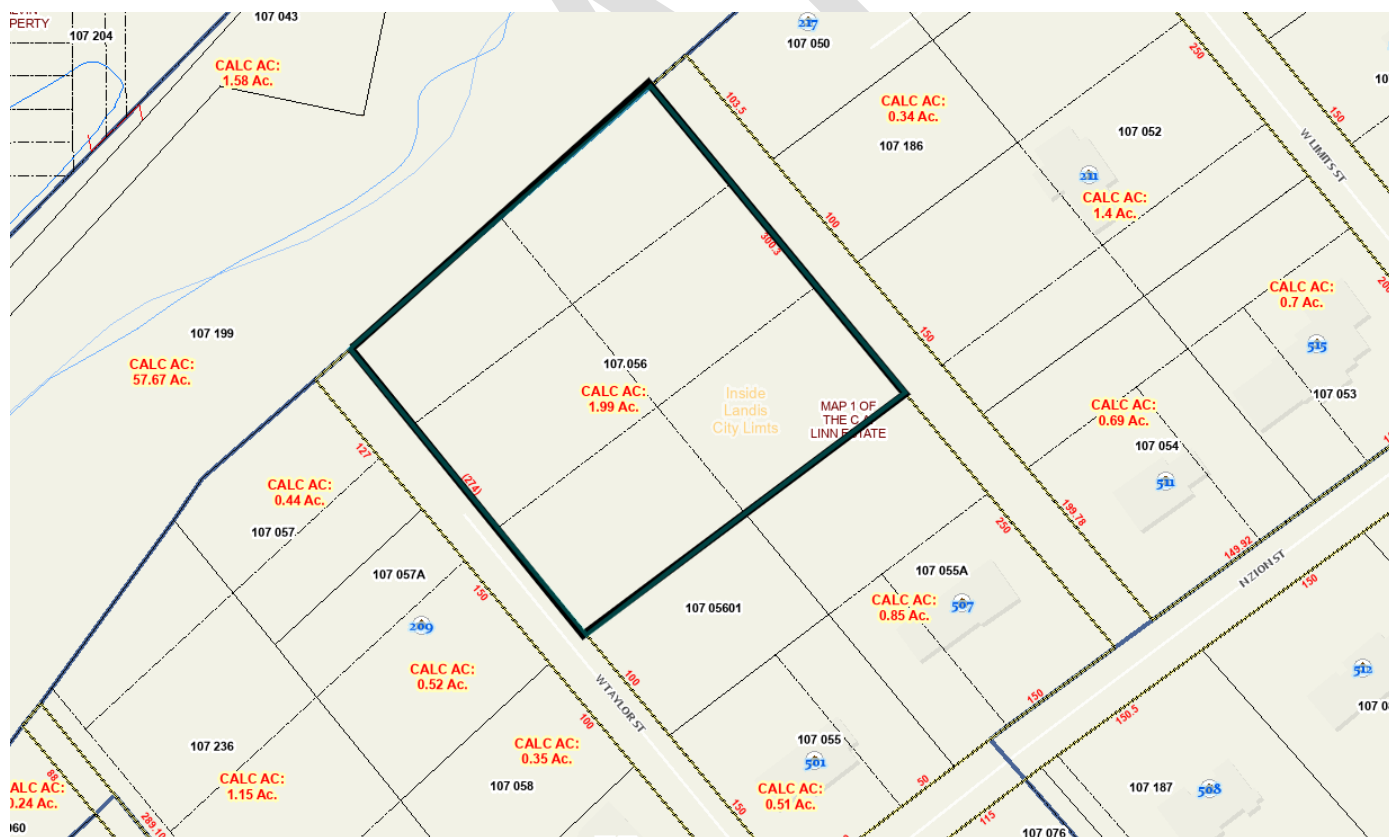 PERTY
107 204
107 043
CALC AC:
1.58 Ac.
217
107 050
250
103.5
CALC AC:
0.34 Ac.
107 186
107 052
150
W LIMITS ST
211
CALC AC:
1.4 Ac.
100
300.3
107 199
CALC AC:
57.67 Ac.
CALC AC:
0.7 Ac.
150
515
107 053
107 056
CALC AC:
1.99 Ac.
Inside
Landis
City Limts
MAP 1 OF
THE C A
LINN ESTATE
CALC AC:
0.69 Ac.
107 054
511
127
(274)
CALC AC:
0.44 Ac.
107 057
199.78
250
149.92
N ZION ST
150
107 057A
150
209
107 05601
107 055A
CALC AC:
0.85 Ac.
507
CALC AC:
0.52 Ac.
100
W TAYLOR ST
100
150
150.5
512
107 236
CALC AC:
1.15 Ac.
CALC AC:
0.35 Ac.
107 058
107 055
501
CALC AC:
0.51 Ac.
150
50
115
107 187
508
107 076
88
289.10
CALC AC:
0.24 Ac.
060